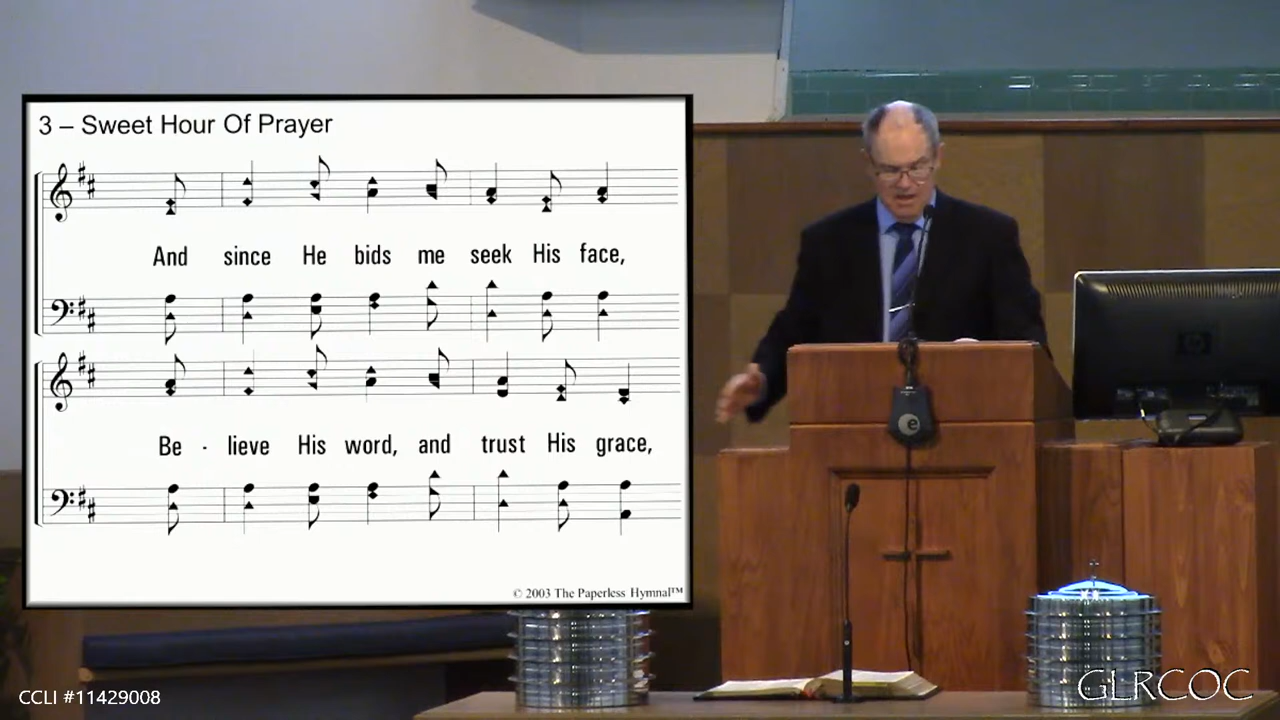 3 – Sweet Hour Of Prayer
And since He bids me seek His face,
Be - lieve His word, and trust His grace,
© 2003 The Paperless Hymnal™
hp
e
CCLI #11429008
GLRCOC